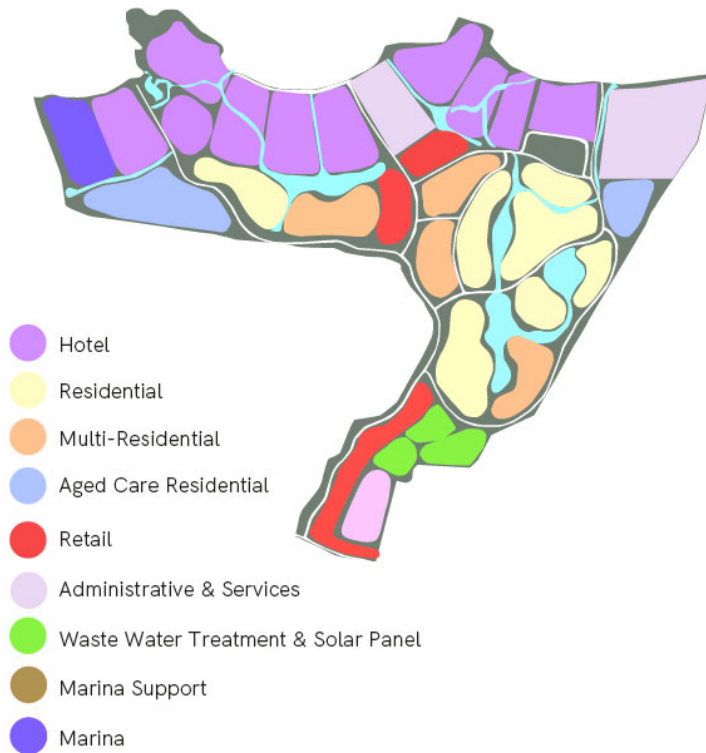 Hotel
Residential
Multi-Residential
Aged Care Residential
Retail
Administrative & Services
Waste Water Treatment & Solar Panel
Marina Support
Marina